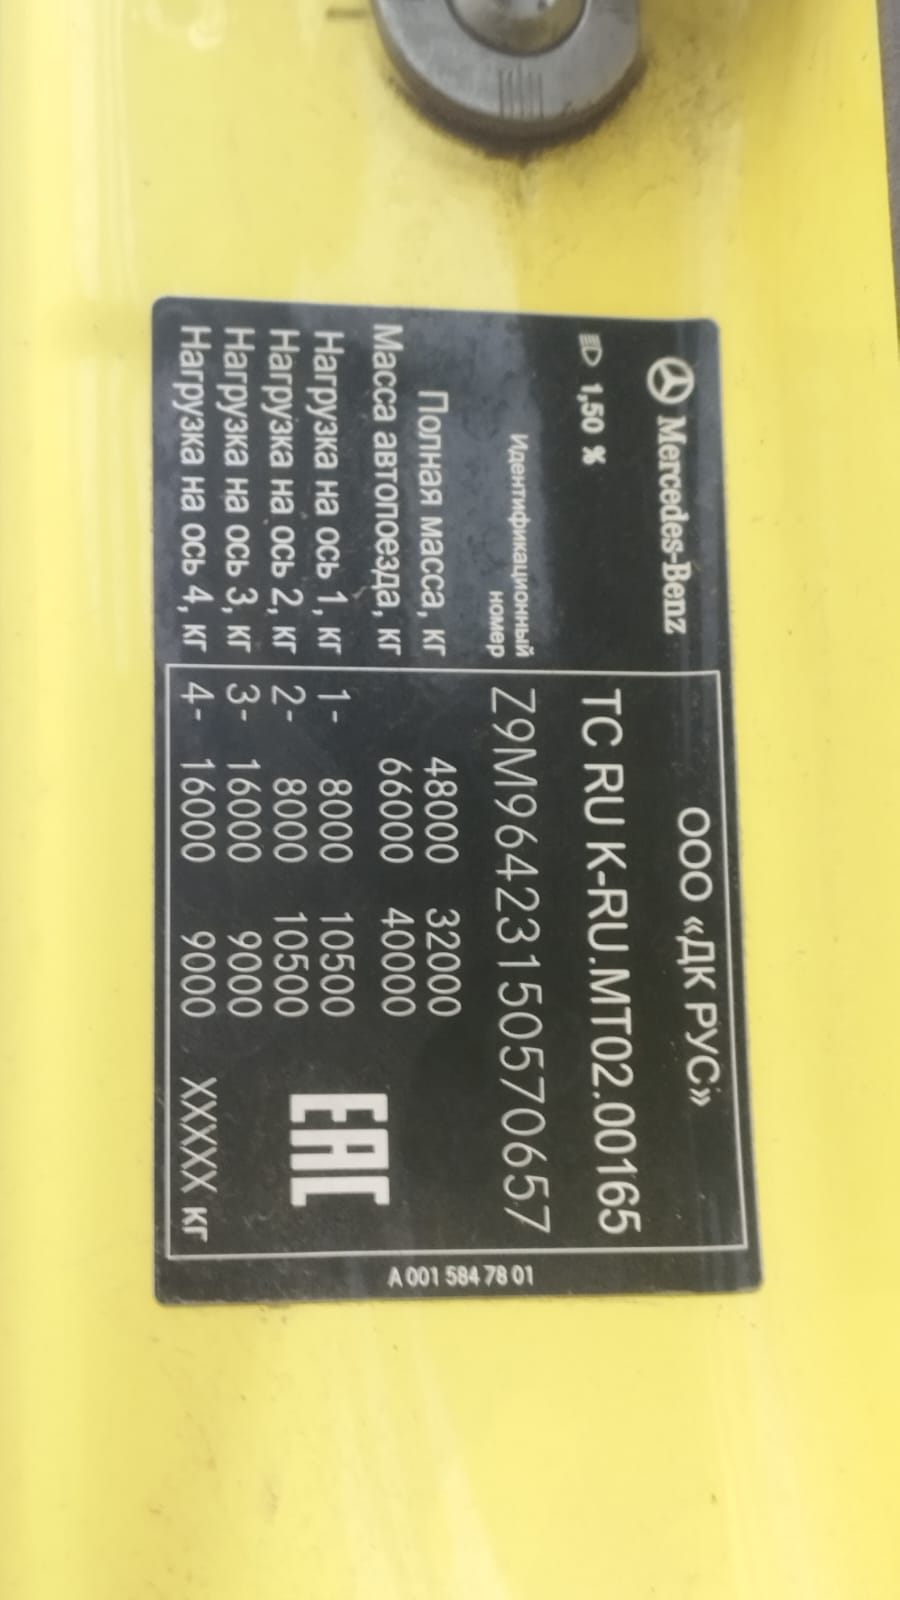 Mercedes-Benz
ООО «ДК РУС»
1,50 %
ТС RU К-RU.МТ02.00165
Идентификационный
номер
Z9M96423150570657
Полная масса, кг 48000 32000
Масса автопоезда, кг 66000 40000
Нагрузка на ось 1, кг 1- 8000 10500
Нагрузка на ось 2, кг 2- 8000 10500
Нагрузка на ось 3, кг 3- 16000 9000
Нагрузка на ось 4, кг 4- 16000 9000 XXXXX кг
EAC
A 001 584 78 01